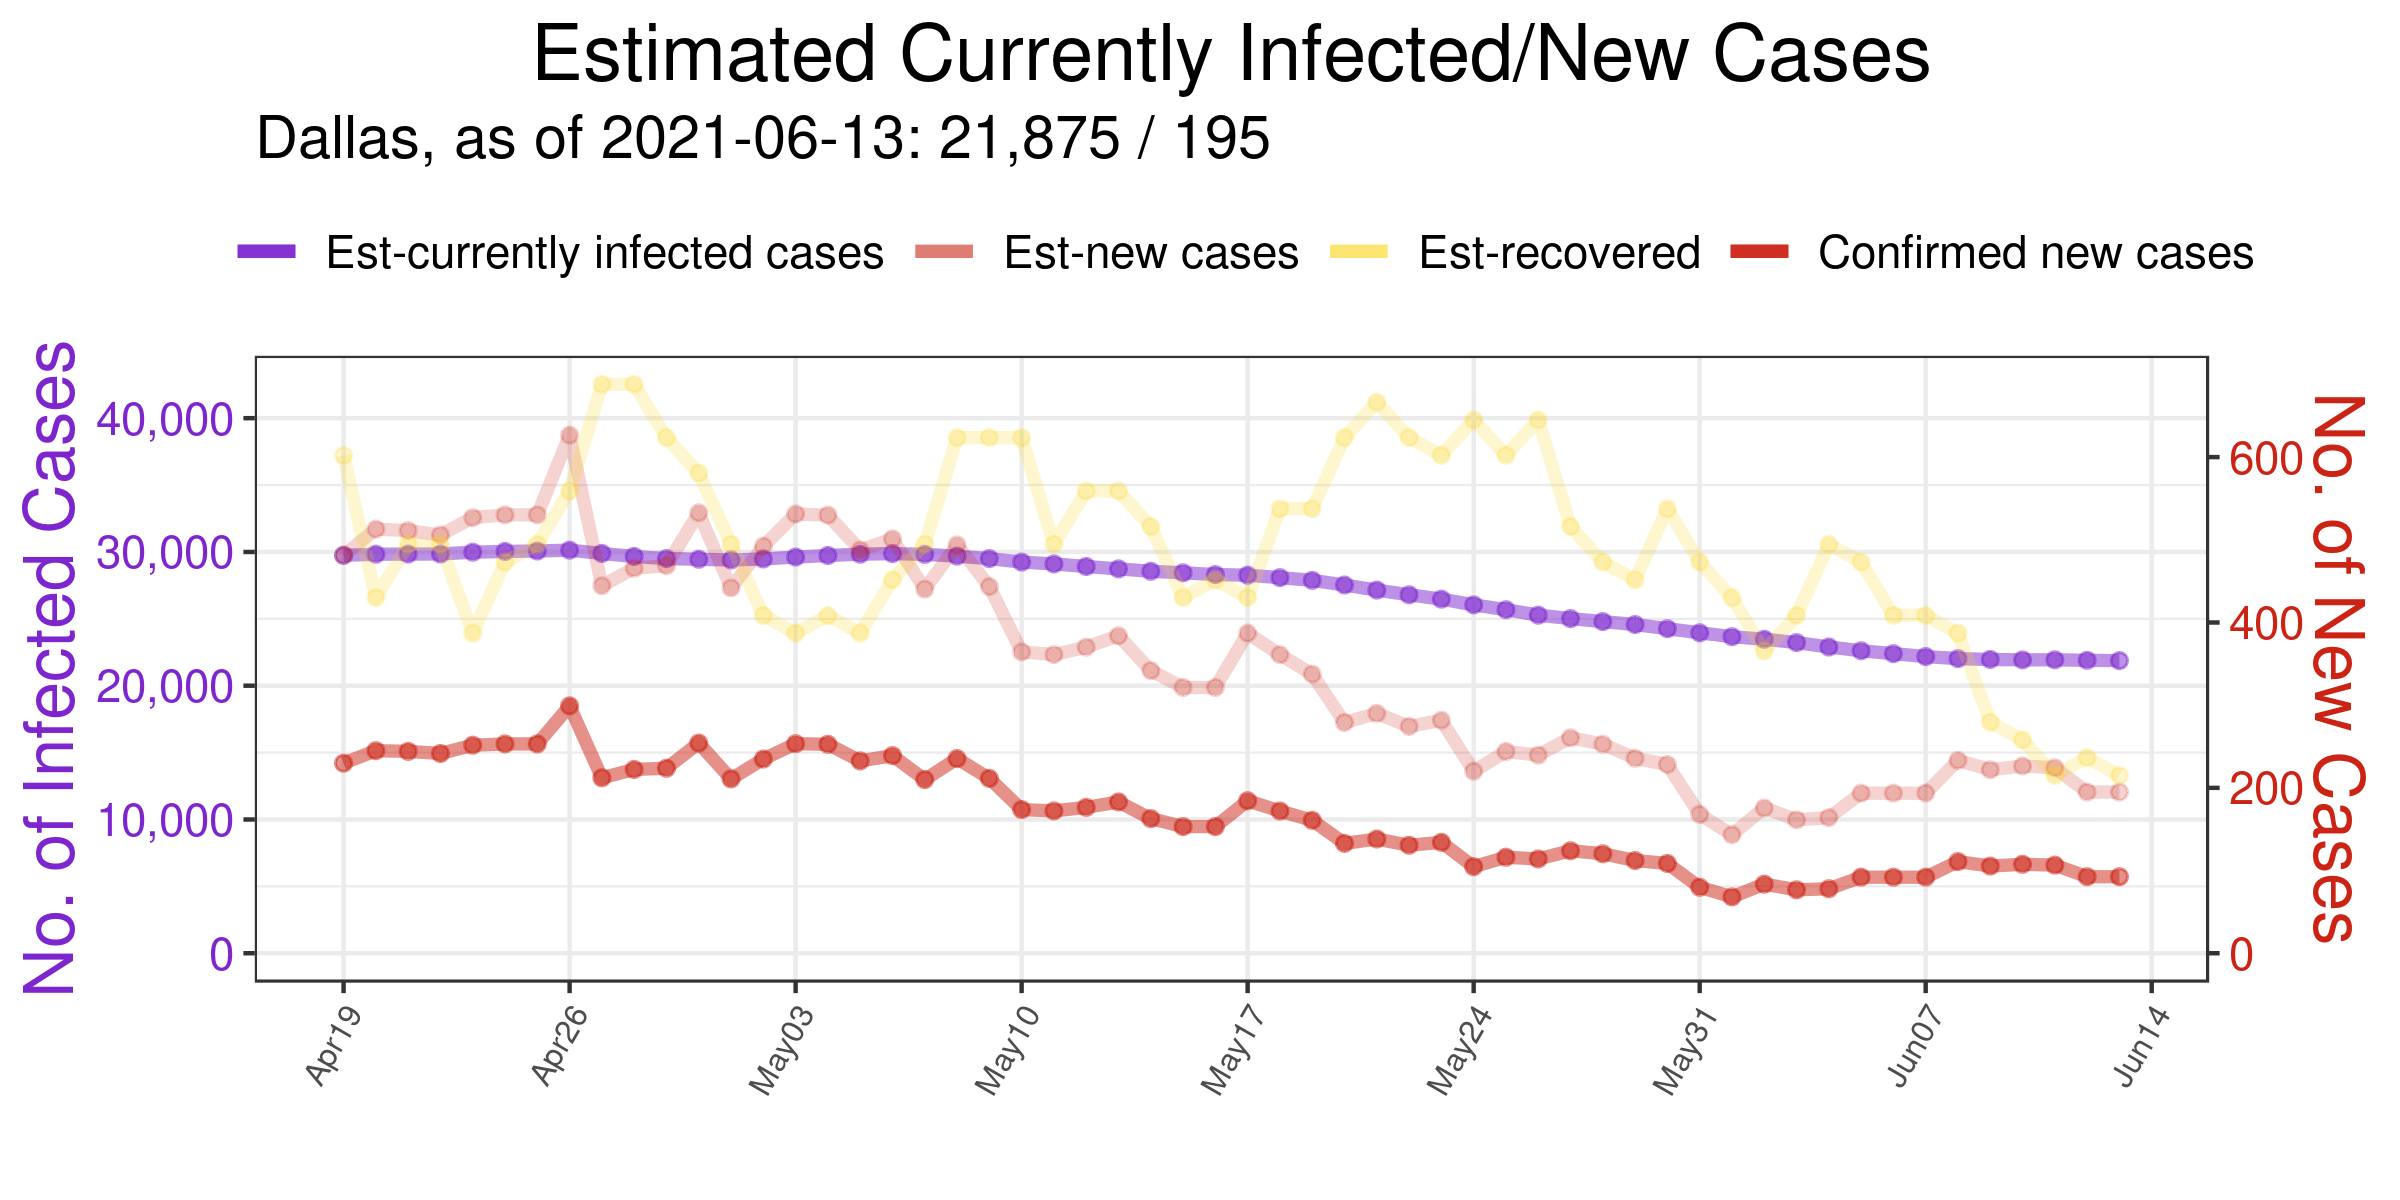 Estimated Currently Infected/New Cases
Dallas, as of 2021-06-13: 21,875 / 195
Est-currently infected cases Est-new cases Est-recovered Confirmed new cases
No. of Infected Cases
40,000
30,000
20,000
10,000
0
600
400
200
0
No. of New Cases
Apr19 Apr26 May03 May10 May17 May24 May31 Jun07 Jun14